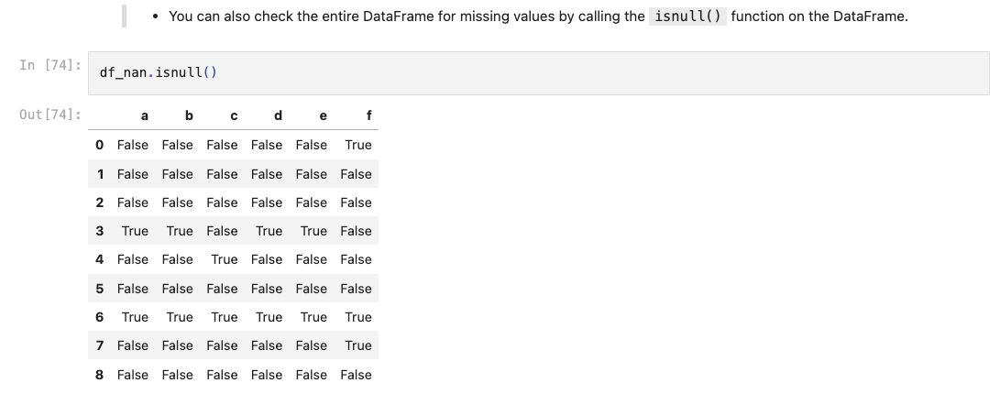 • You can also check the entire DataFrame for missing values by calling the isnull() function on the DataFrame.
In [74]: df_nan.isnull()
Out[74]: a b c d e f
0 False False False False False True
1 False False False False False False
2 False False False False False False
3 True True False True True False
4 False False True False False False
5 False False False False False False
6 True True True True True True
7 False False False False False True
8 False False False False False False